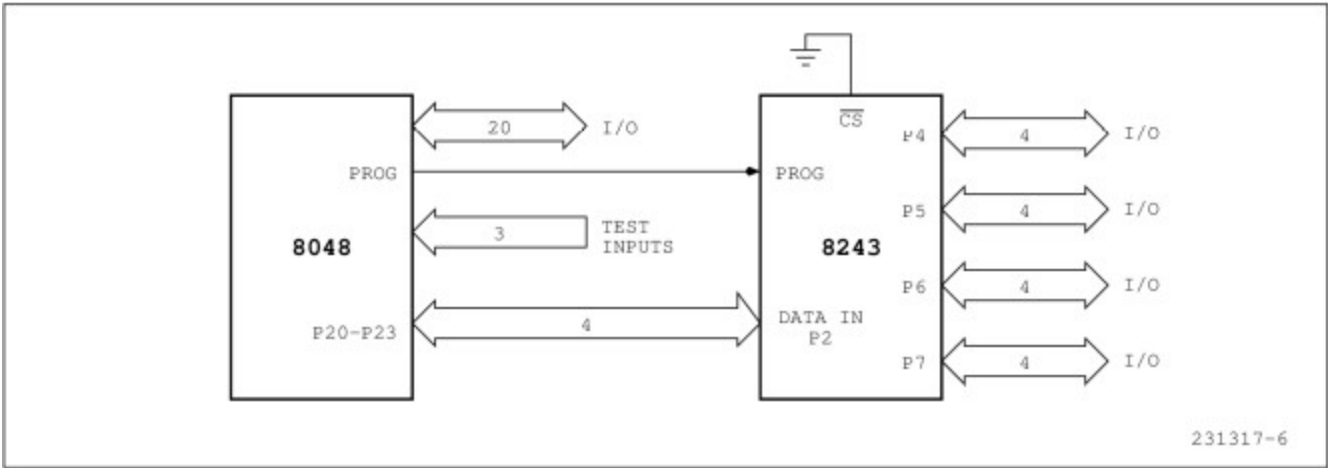 CS
20
I/O
P4
4
I/O
PROG
PROG
P5
4
I/O
3
TEST
INPUTS
8048
8243
P6
4
I/O
P20-P23
4
DATA IN
P2
P7
4
I/O
231317-6